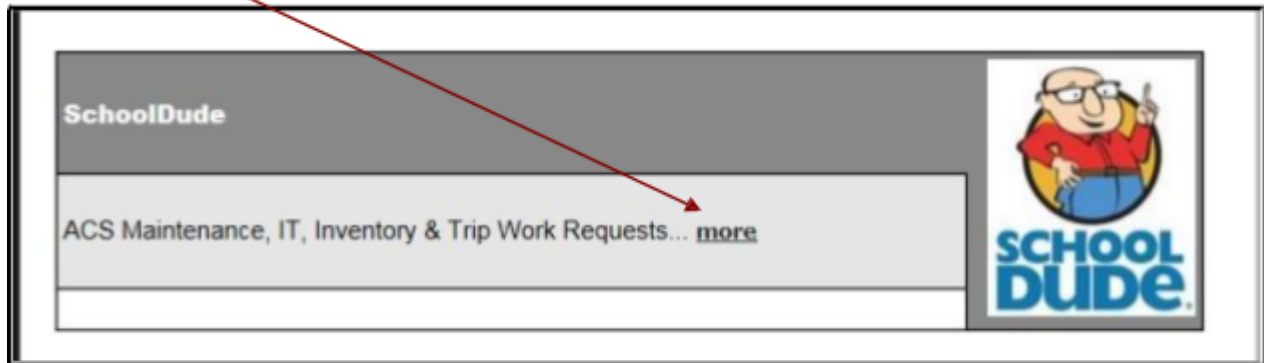 SchoolDude
ACS Maintenance, IT, Inventory & Trip Work Requests... more
SCHOOL
DUDE.